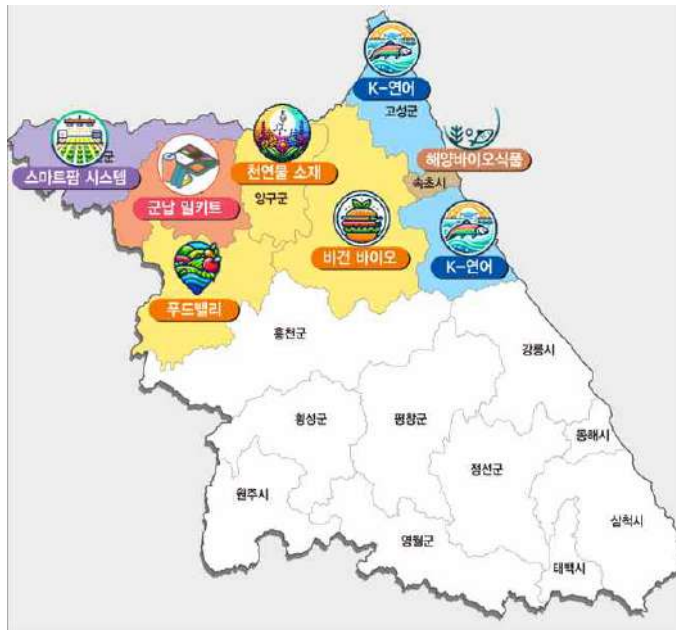 K-연어
고성군
해양바이오식품
천연물 소재
군
스마트팜 시스템
군납 밀키트
양구군
속초시
비건 바이오
K-연어
푸드밸리
홍천군
강릉시
횡성군
평창군
동해시
정선군
원주시
삼척시
영월군
태백시